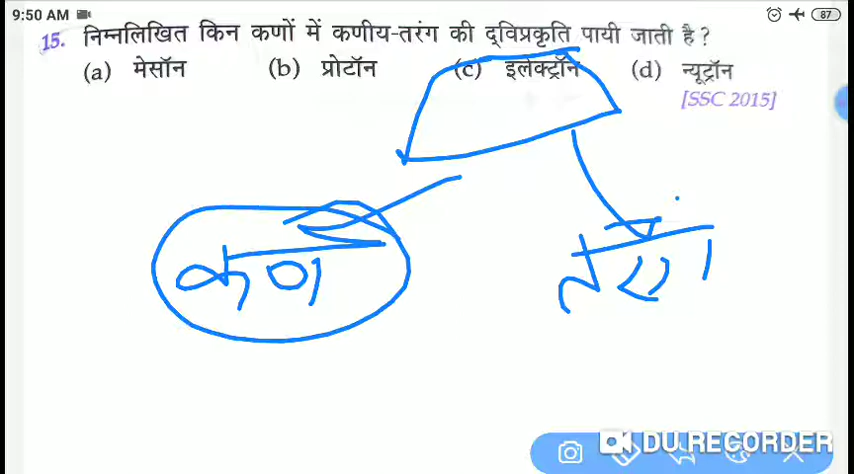 9:50 AM 87
15. निम्नलिखित किन कणों में कणीय-तरंग की द्विप्रकृति पायी जाती है ?
(a) मेसॉन (b) प्रोटॉन (c) इलेक्ट्रॉन (d) न्यूट्रॉन
[SSC 2015]
कण तरंग
DU RECORDER